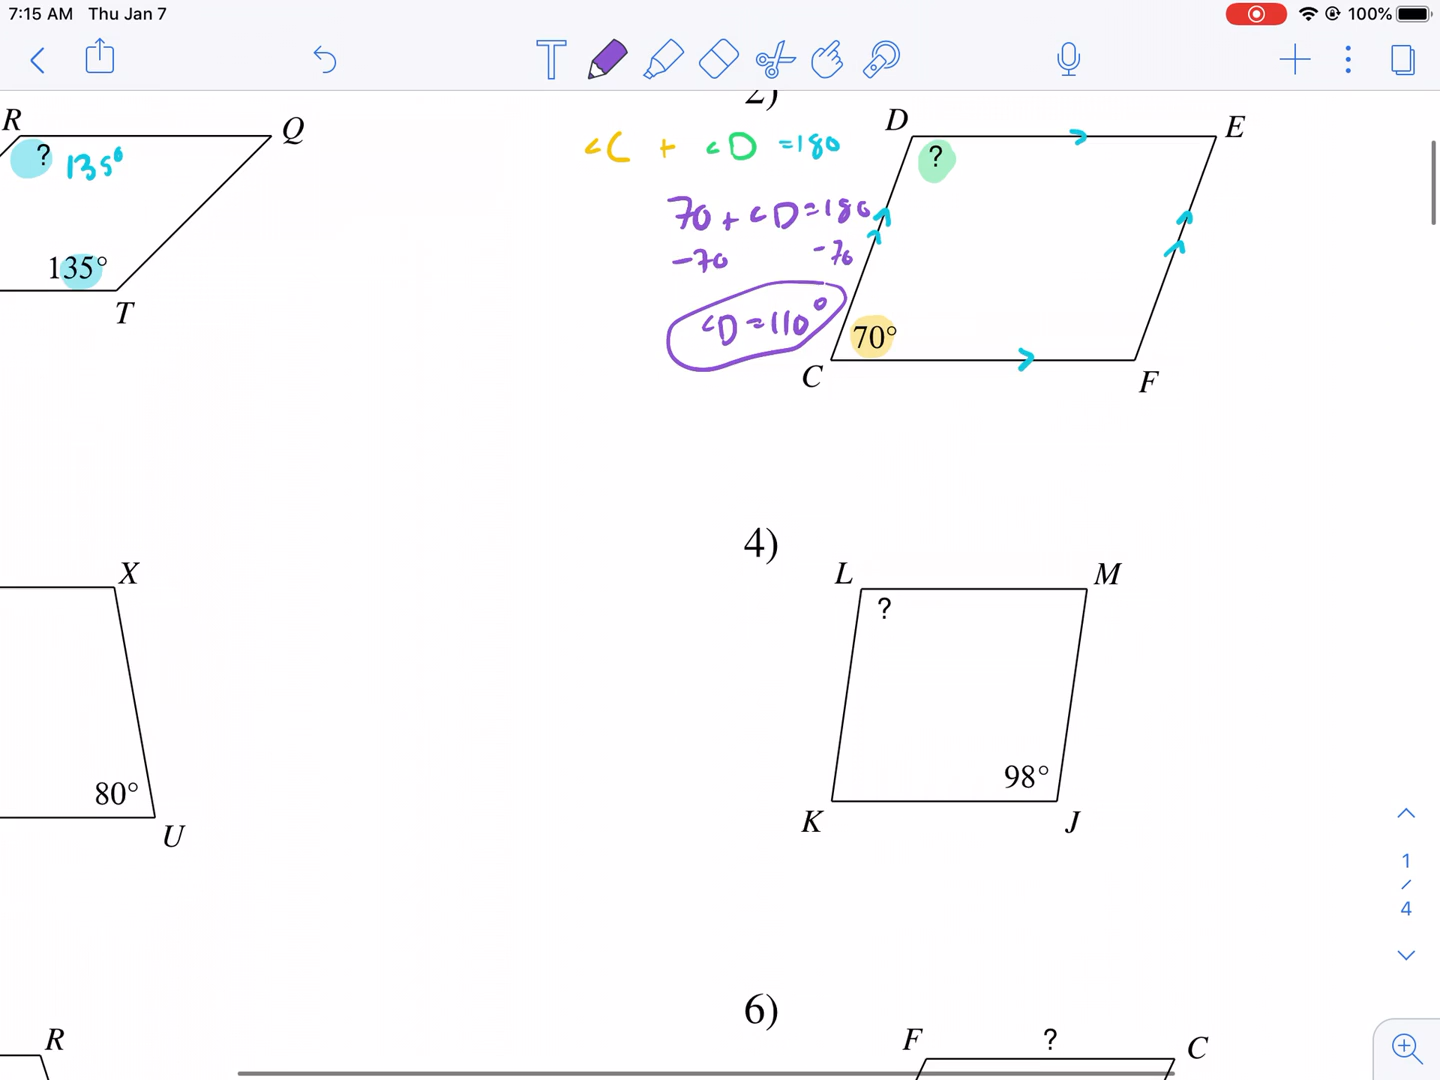 7:15 AM Thu Jan 7
100%
T
2)
R
Q
? 135°
135°
T
∠C + ∠D = 180
70 + ∠D = 180
-70 -70
∠D = 110°
D
E
?
70°
C
F
X
80°
U
4)
L
M
?
98°
K
J
1
/
4
R
6)
F
?
C